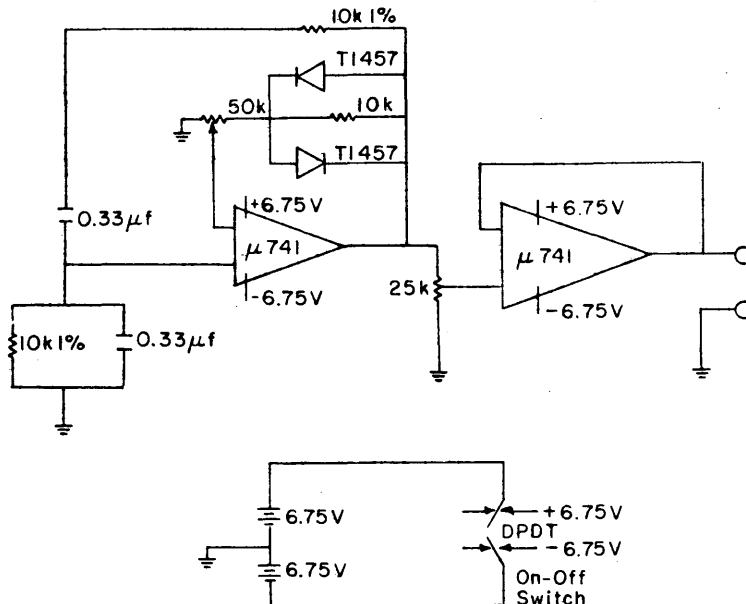 10k 1%
T1457
50k
10k
T1457
+6.75V
μ741
-6.75V
0.33μf
10k 1%
0.33μf
25k
+6.75V
μ741
-6.75V
6.75V
6.75V
+6.75V
DPDT
-6.75V
On-Off
Switch